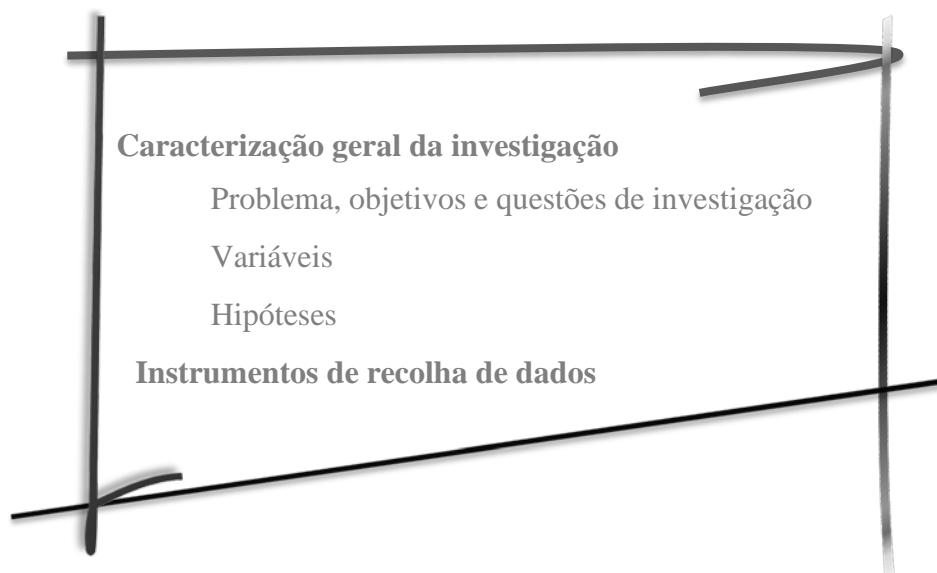 Caracterização geral da investigação
Problema, objetivos e questões de investigação
Variáveis
Hipóteses
Instrumentos de recolha de dados